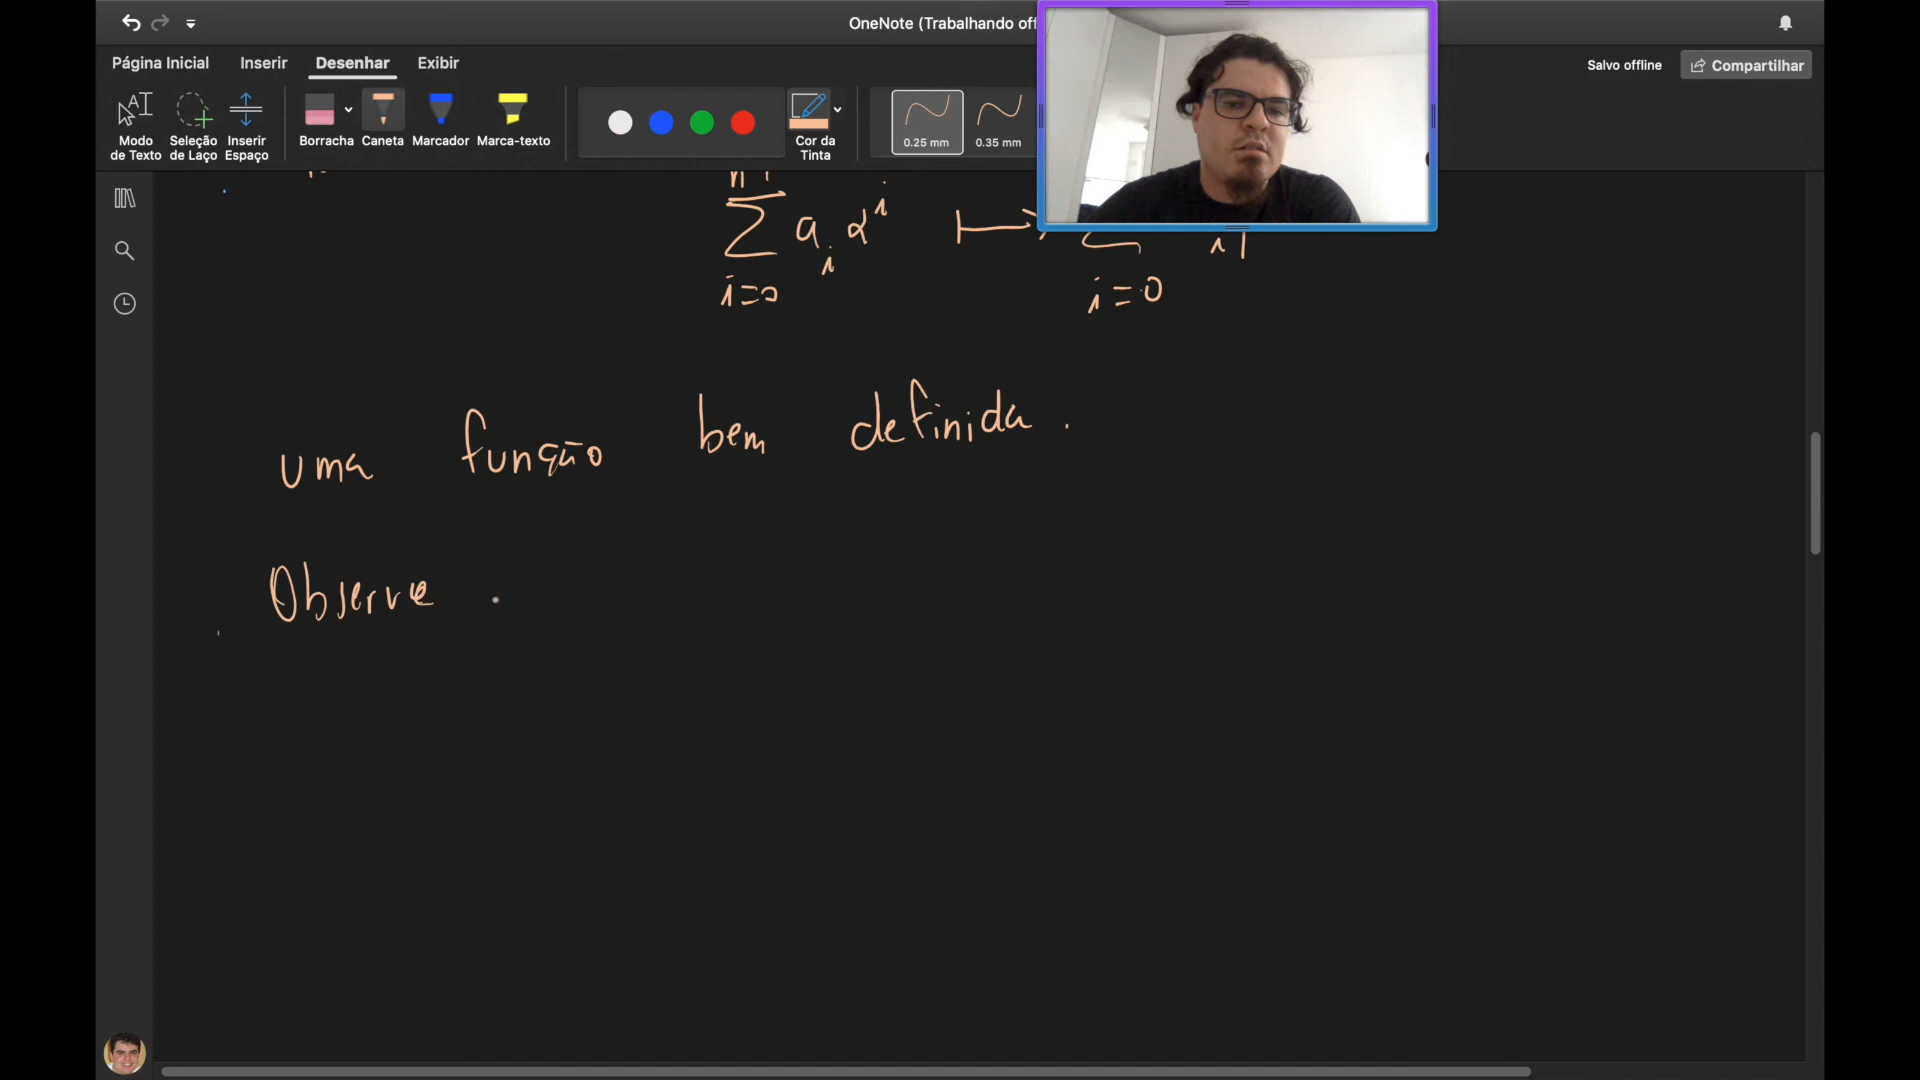 OneNote (Trabalhando off
Página Inicial Inserir Desenhar Exibir
Salvo offline Compartilhar
Modo de Texto
Seleção de Laço
Inserir Espaço
Borracha Caneta Marcador Marca-texto
Cor da Tinta
0.25 mm 0.35 mm
∑ aᵢ αⁱ ↦
i=0 i=0
uma função bem definida.
Observe